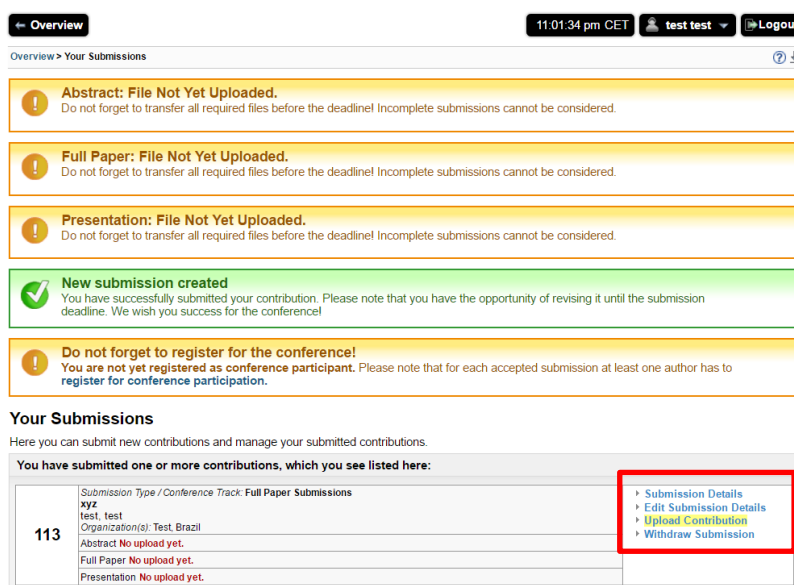 ← Overview
11:01:34 pm CET
test test
Logou
Overview > Your Submissions
Abstract: File Not Yet Uploaded.
Do not forget to transfer all required files before the deadline! Incomplete submissions cannot be considered.
Full Paper: File Not Yet Uploaded.
Do not forget to transfer all required files before the deadline! Incomplete submissions cannot be considered.
Presentation: File Not Yet Uploaded.
Do not forget to transfer all required files before the deadline! Incomplete submissions cannot be considered.
New submission created
You have successfully submitted your contribution. Please note that you have the opportunity of revising it until the submission
deadline. We wish you success for the conference!
Do not forget to register for the conference!
You are not yet registered as conference participant. Please note that for each accepted submission at least one author has to
register for conference participation.
Your Submissions
Here you can submit new contributions and manage your submitted contributions.
You have submitted one or more contributions, which you see listed here:
113
Submission Type / Conference Track: Full Paper Submissions
xyz
test, test
Organization(s): Test, Brazil
Abstract No upload yet.
Full Paper No upload yet.
Presentation No upload yet.
Submission Details
Edit Submission Details
Upload Contribution
Withdraw Submission